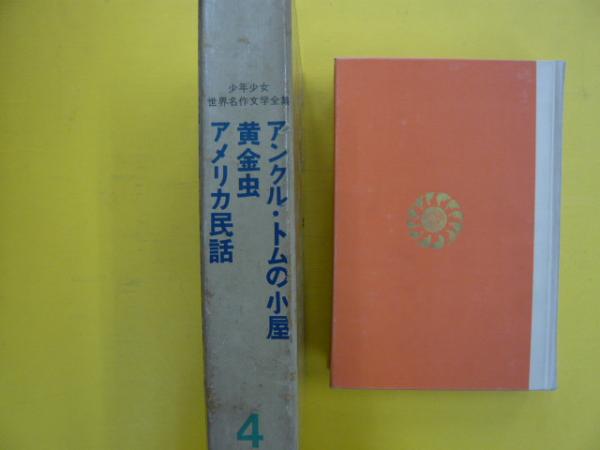 少年少女
世界名作文学全集
アンクル・トムの小屋
黄金虫
アメリカ民話
4